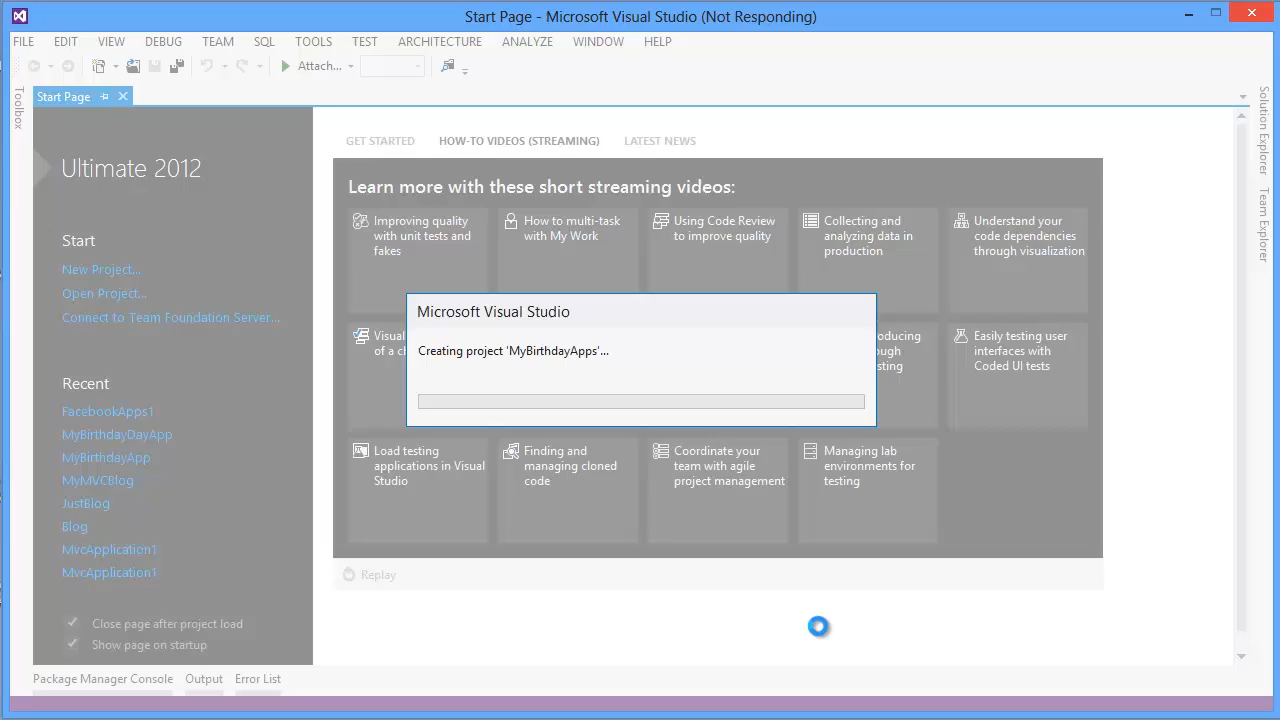 Start Page - Microsoft Visual Studio (Not Responding)
FILE EDIT VIEW DEBUG TEAM SQL TOOLS TEST ARCHITECTURE ANALYZE WINDOW HELP
Attach...
Toolbox
Start Page
Solution Explorer
Team Explorer
Ultimate 2012
Start
New Project...
Open Project...
Connect to Team Foundation Server...
Recent
FacebookApps1
MyBirthdayDayApp
MyBirthdayApp
MyMVCBlog
JustBlog
Blog
MvcApplication1
MvcApplication1
Close page after project load
Show page on startup
GET STARTED HOW-TO VIDEOS (STREAMING) LATEST NEWS
Learn more with these short streaming videos:
Improving quality
with unit tests and
fakes
How to multi-task
with My Work
Using Code Review
to improve quality
Collecting and
analyzing data in
production
Understand your
code dependencies
through visualization
Visual
of a cl
Microsoft Visual Studio
Creating project 'MyBirthdayApps'...
oducing
ough
sting
Easily testing user
interfaces with
Coded UI tests
Load testing
applications in Visual
Studio
Finding and
managing cloned
code
Coordinate your
team with agile
project management
Managing lab
environments for
testing
Replay
Package Manager Console Output Error List